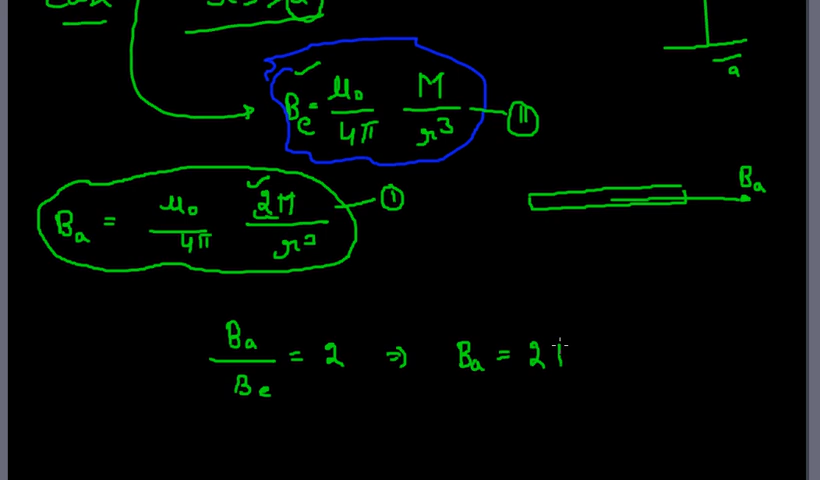 a
Be = μ₀/4π M/r³ — II
Ba = μ₀/4π 2M/r³ — I
Ba
Ba/Be = 2 ⇒ Ba = 2